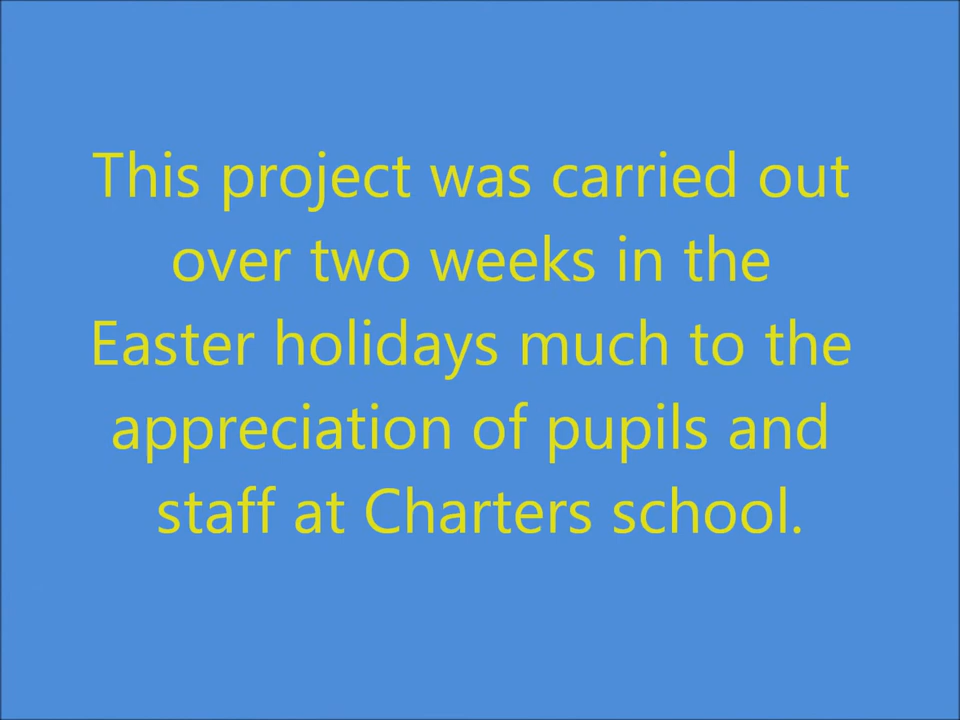 This project was carried out
over two weeks in the
Easter holidays much to the
appreciation of pupils and
staff at Charters school.